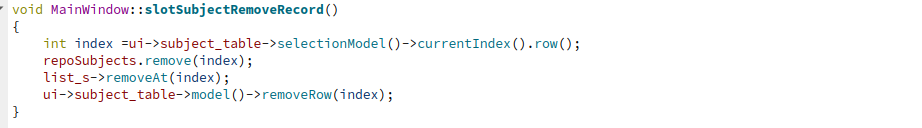 void MainWindow::slotSubjectRemoveRecord()
{
    int index =ui->subject_table->selectionModel()->currentIndex().row();
    repoSubjects.remove(index);
    list_s->removeAt(index);
    ui->subject_table->model()->removeRow(index);
}